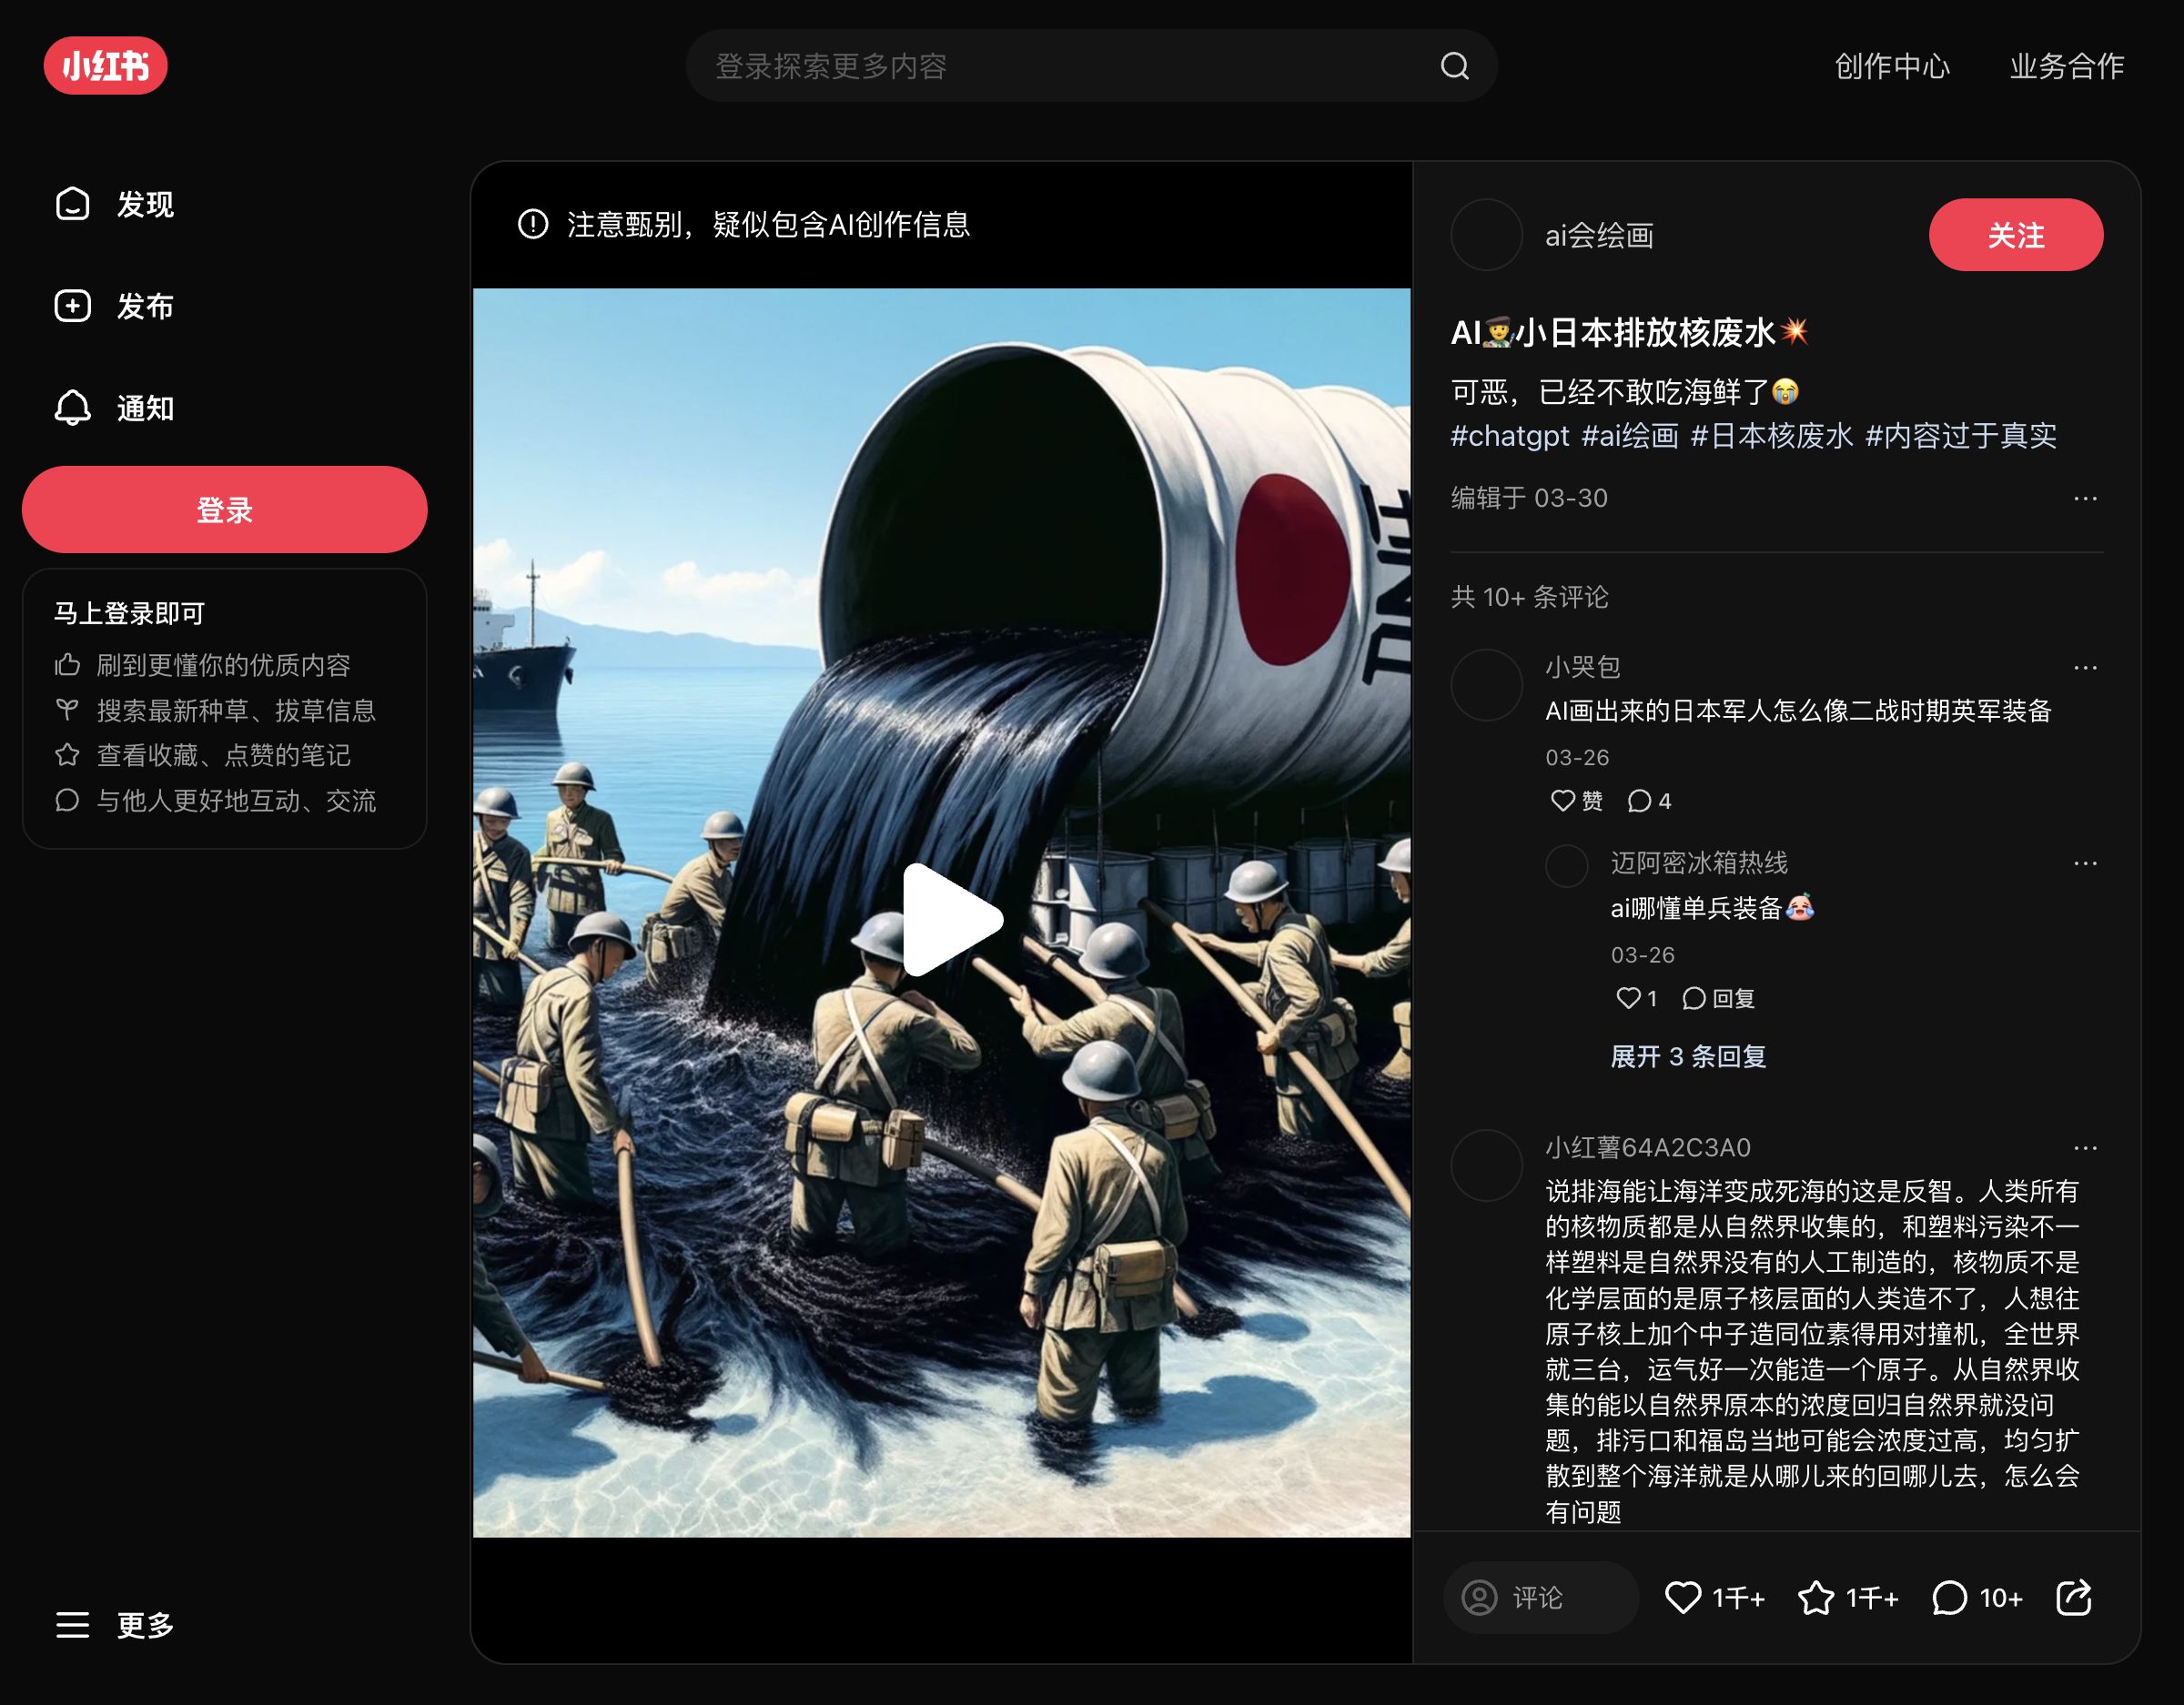 小红书
登录探索更多内容
创作中心
业务合作
发现
发布
通知
登录
马上登录即可
刷到更懂你的优质内容
搜索最新种草、拔草信息
查看收藏、点赞的笔记
与他人更好地互动、交流
更多
注意甄别，疑似包含AI创作信息
ai会绘画
关注
AI🧑‍🎨小日本排放核废水💥
可恶，已经不敢吃海鲜了😭
#chatgpt #ai绘画 #日本核废水 #内容过于真实
编辑于 03-30
共 10+ 条评论
小哭包
AI画出来的日本军人怎么像二战时期英军装备
03-26
赞 4
迈阿密冰箱热线
ai哪懂单兵装备
03-26
1 回复
展开 3 条回复
小红薯64A2C3A0
说排海能让海洋变成死海的这是反智。人类所有
的核物质都是从自然界收集的，和塑料污染不一
样塑料是自然界没有的人工制造的，核物质不是
化学层面的是原子核层面的人类造不了，人想往
原子核上加个中子造同位素得用对撞机，全世界
就三台，运气好一次能造一个原子。从自然界收
集的能以自然界原本的浓度回归自然界就没问
题，排污口和福岛当地可能会浓度过高，均匀扩
散到整个海洋就是从哪儿来的回哪儿去，怎么会
有问题
评论
1千+
1千+
10+